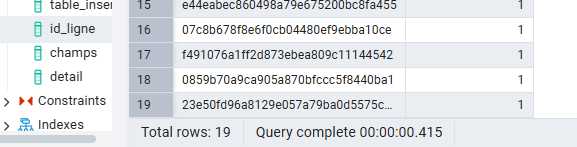 table_inser
id_ligne
champs
detail
Constraints
Indexes
15 e44eabec860498a79e675200bc8fa455 1
16 07c8b678f8e6f0cb04480ef9ebba10ce 1
17 f491076a1ff2d873ebea809c11144542 1
18 0859b70a9ca905a870bfccc5f8440ba1 1
19 23e50fd96a8129e057a79ba0d5575c... 1
Total rows: 19 Query complete 00:00:00.415